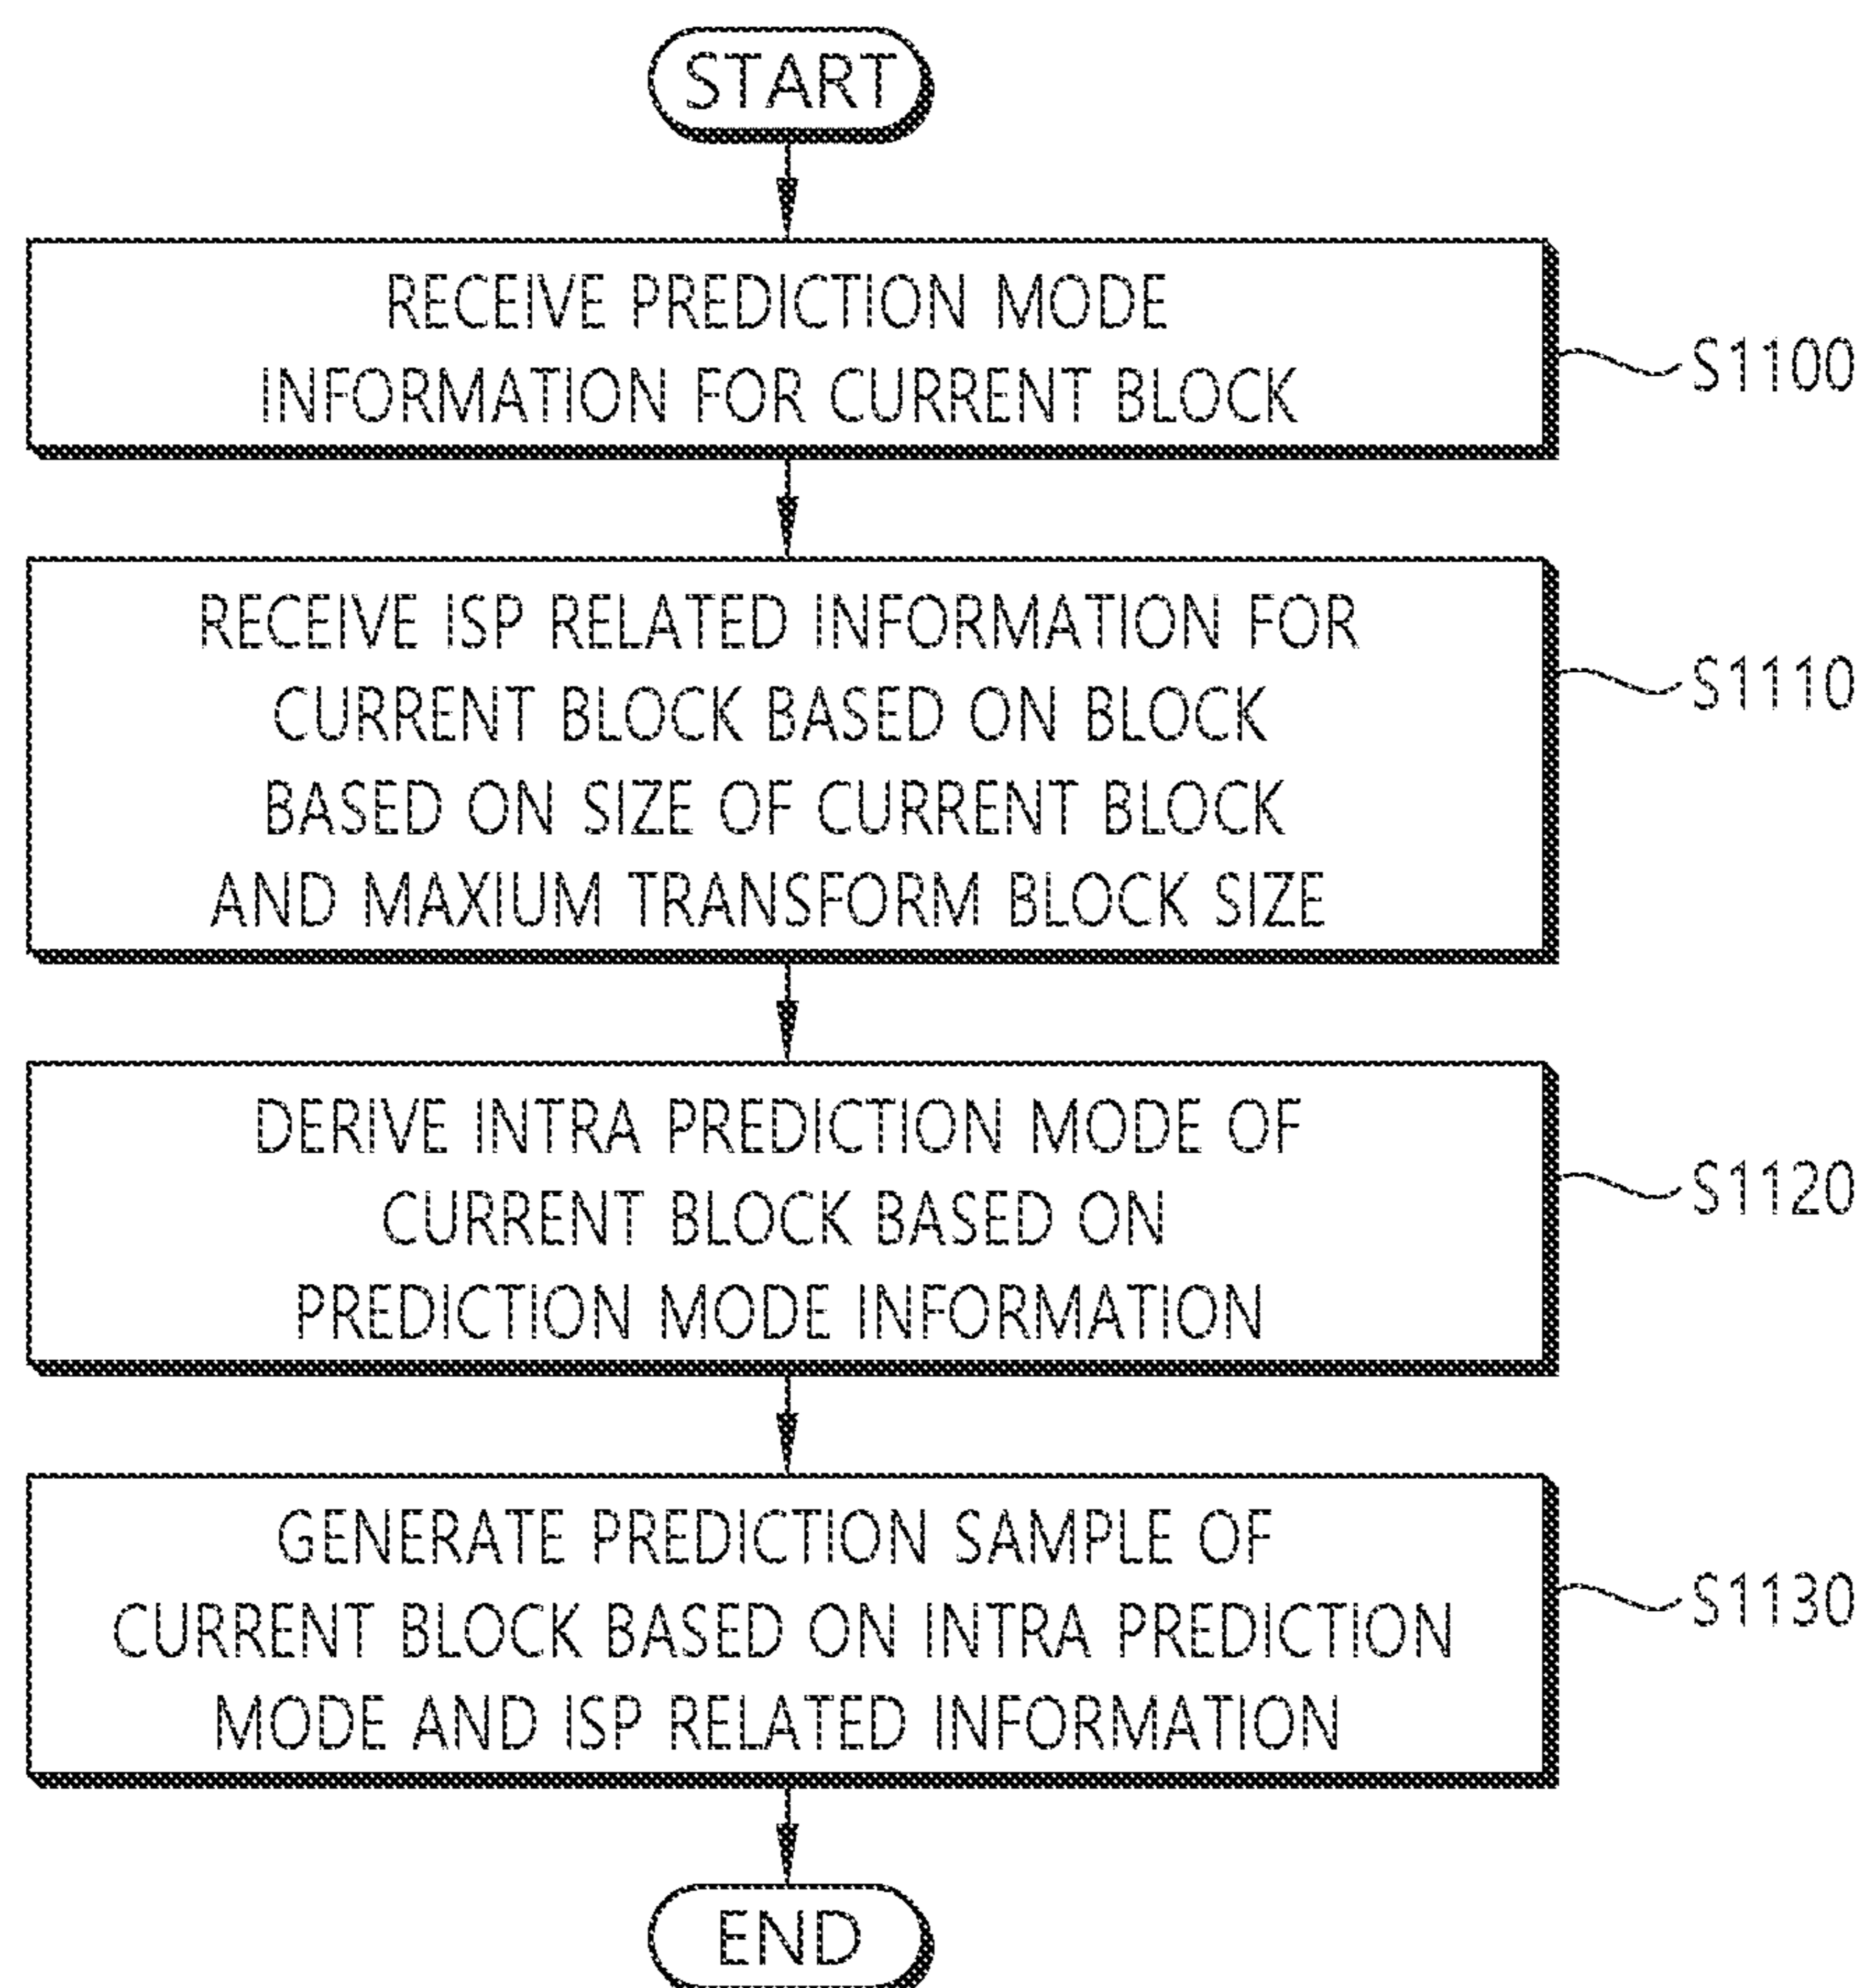 START
RECEIVE PREDICTION MODE
INFORMATION FOR CURRENT BLOCK
S1100
RECEIVE ISP RELATED INFORMATION FOR
CURRENT BLOCK BASED ON BLOCK
BASED ON SIZE OF CURRENT BLOCK
AND MAXIUM TRANSFORM BLOCK SIZE
S1110
DERIVE INTRA PREDICTION MODE OF
CURRENT BLOCK BASED ON
PREDICTION MODE INFORMATION
S1120
GENERATE PREDICTION SAMPLE OF
CURRENT BLOCK BASED ON INTRA PREDICTION
MODE AND ISP RELATED INFORMATION
S1130
END